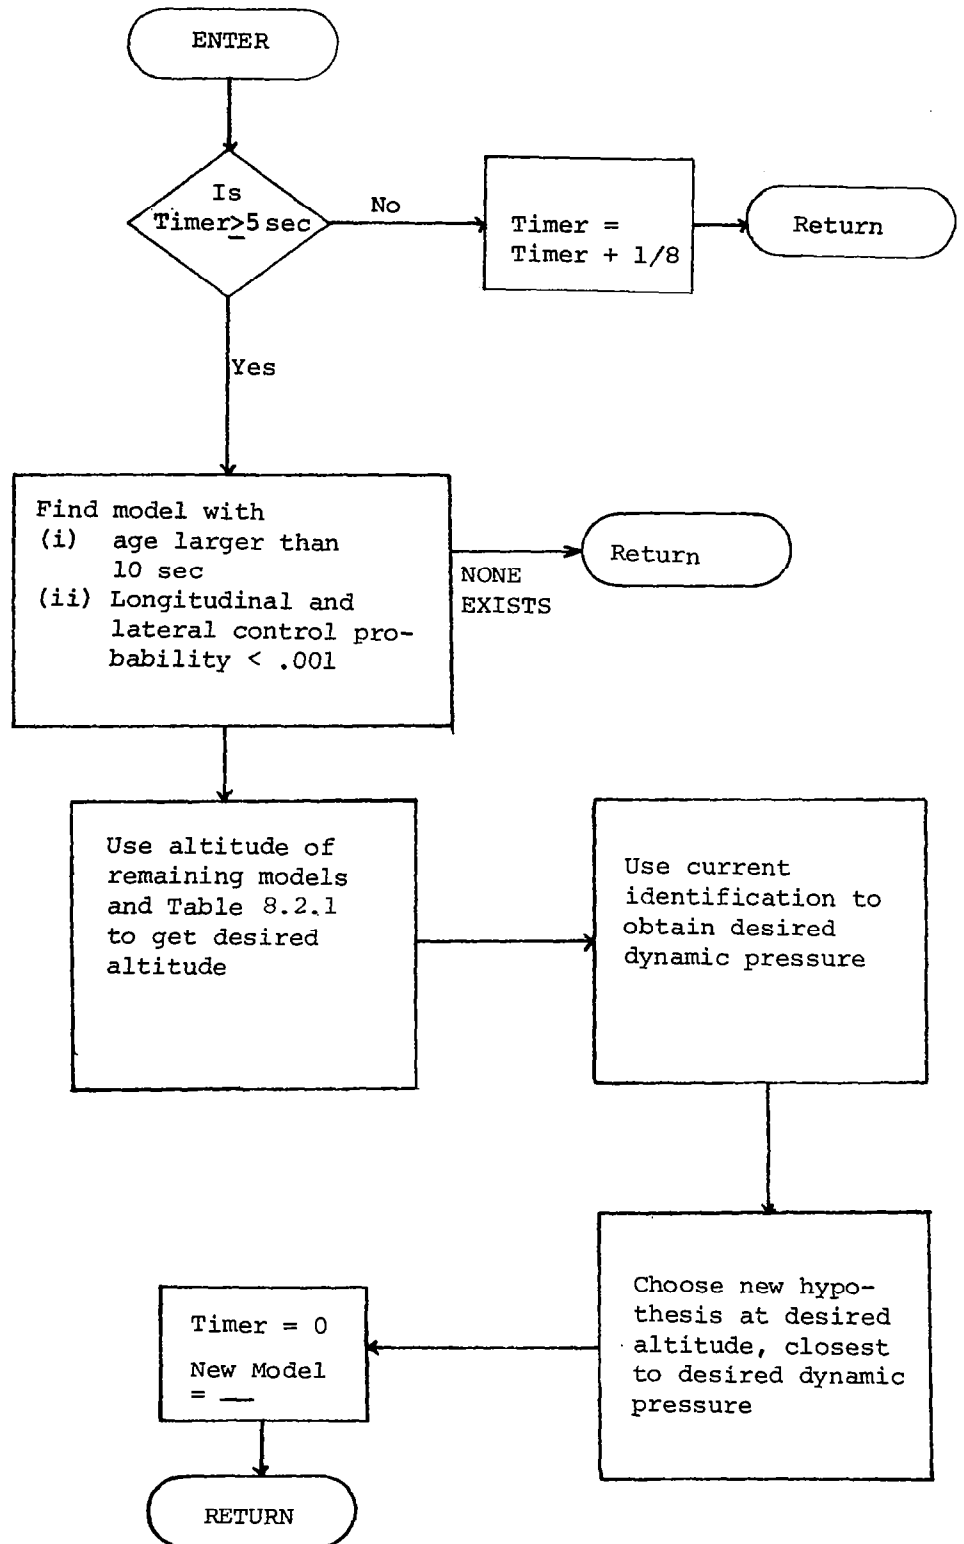 ENTER
Is
Timer≥5 sec
No
Timer =
Timer + 1/8
Return
Yes
Find model with
(i) age larger than
10 sec
(ii) Longitudinal and
lateral control pro-
bability < .001
NONE
EXISTS
Return
Use altitude of
remaining models
and Table 8.2.1
to get desired
altitude
Use current
identification to
obtain desired
dynamic pressure
Choose new hypo-
thesis at desired
altitude, closest
to desired dynamic
pressure
Timer = 0
New Model
= __
RETURN